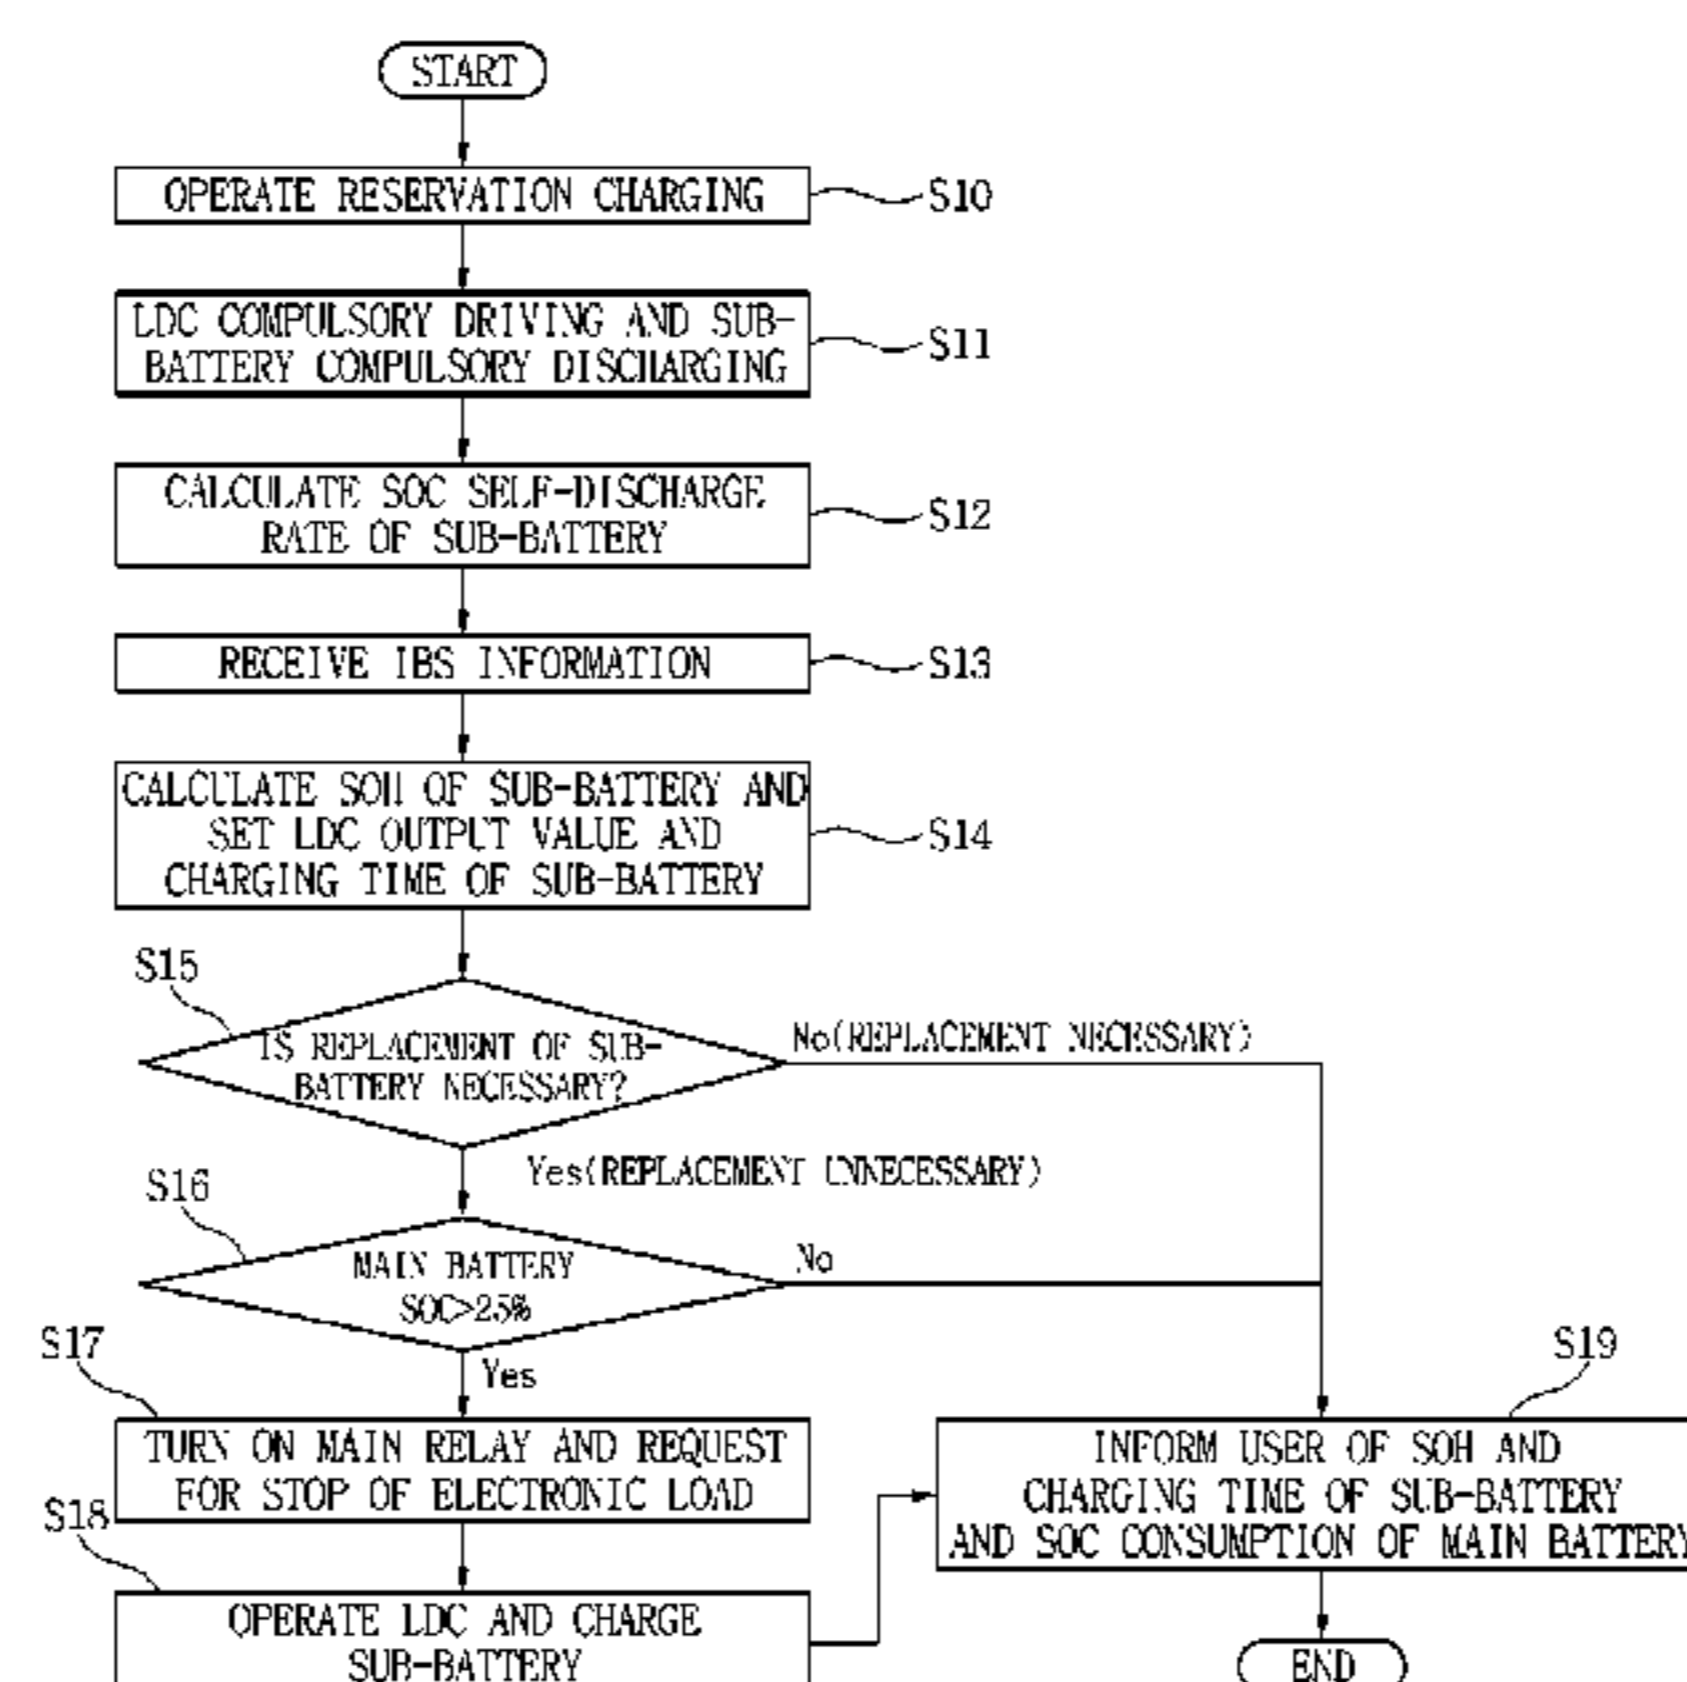 START
OPERATE RESERVATION CHARGING
S10
LDC COMPULSORY DRIVING AND SUB-
BATTERY COMPULSORY DISCHARGING
S11
CALCULATE SOC SELF-DISCHARGE
RATE OF SUB-BATTERY
S12
RECEIVE IBS INFORMATION
S13
CALCULATE SOH OF SUB-BATTERY AND
SET LDC OUTPUT VALUE AND
CHARGING TIME OF SUB-BATTERY
S14
S15
IS REPLACEMENT OF SUB-
BATTERY NECESSARY?
No(REPLACEMENT NECESSARY)
Yes(REPLACEMENT UNNECESSARY)
S16
MAIN BATTERY
SOC>25%
No
Yes
S17
TURN ON MAIN RELAY AND REQUEST
FOR STOP OF ELECTRONIC LOAD
S18
OPERATE LDC AND CHARGE
SUB-BATTERY
S19
INFORM USER OF SOH AND
CHARGING TIME OF SUB-BATTERY
AND SOC CONSUMPTION OF MAIN BATTERY
END